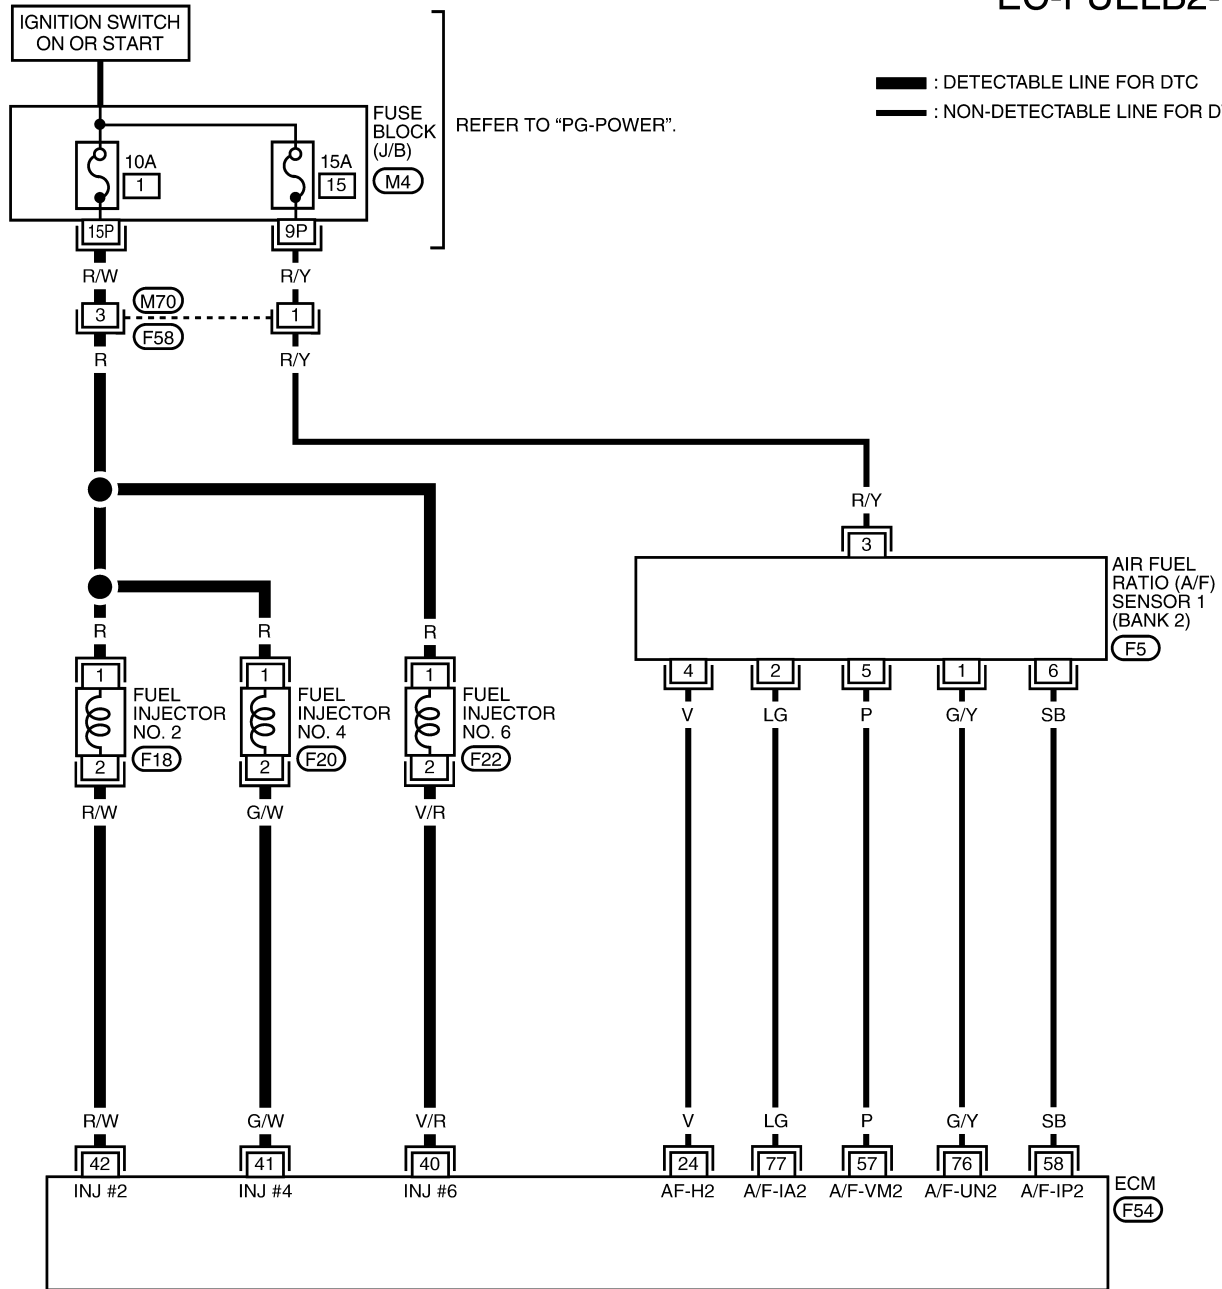 EC-FUELB2-
IGNITION SWITCH
ON OR START
: DETECTABLE LINE FOR DTC
: NON-DETECTABLE LINE FOR D
FUSE
BLOCK
(J/B)
M4
REFER TO “PG-POWER”.
10A
1
15A
15
15P
9P
R/W
R/Y
M70
3
1
F58
R
R/Y
R/Y
3
AIR FUEL
RATIO (A/F)
SENSOR 1
(BANK 2)
F5
R
R
R
1
1
1
4
2
5
1
6
FUEL
INJECTOR
NO. 2
F18
FUEL
INJECTOR
NO. 4
F20
FUEL
INJECTOR
NO. 6
F22
V
LG
P
G/Y
SB
2
2
2
R/W
G/W
V/R
R/W
G/W
V/R
V
LG
P
G/Y
SB
42
41
40
24
77
57
76
58
INJ #2
INJ #4
INJ #6
AF-H2
A/F-IA2
A/F-VM2
A/F-UN2
A/F-IP2
ECM
F54